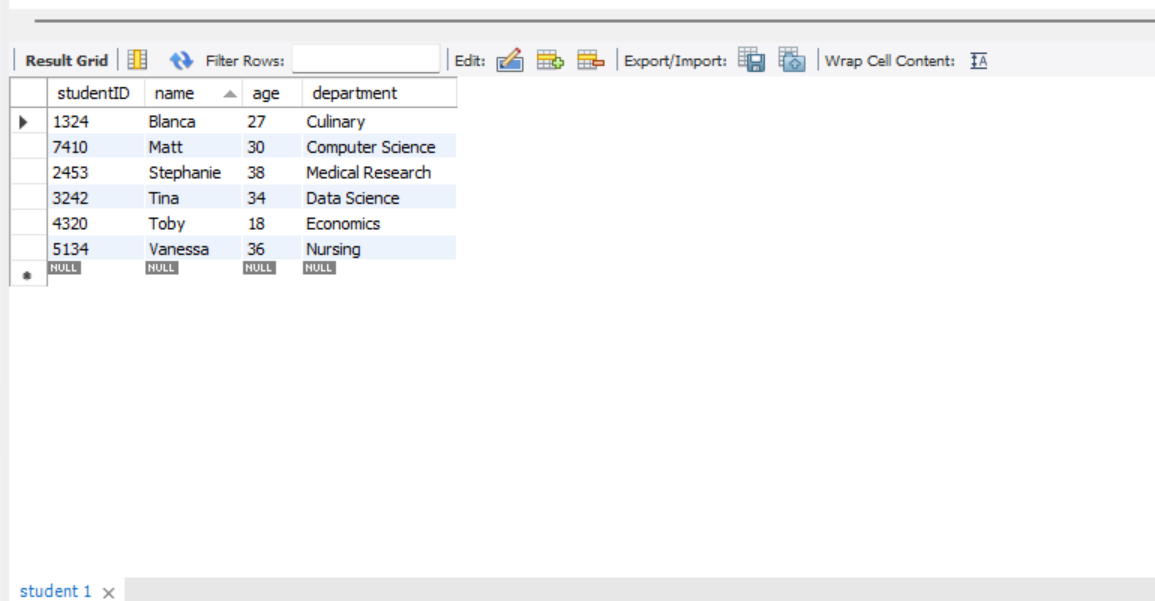 Result Grid Filter Rows: Edit: Export/Import: Wrap Cell Content: IA
studentID name age department
1324 Blanca 27 Culinary
7410 Matt 30 Computer Science
2453 Stephanie 38 Medical Research
3242 Tina 34 Data Science
4320 Toby 18 Economics
5134 Vanessa 36 Nursing
NULL NULL NULL NULL
student 1